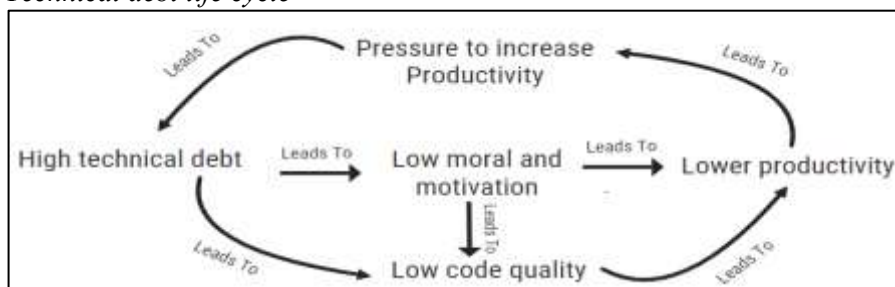 Technical debt life cycle
Leads To
Pressure to increase
Productivity
Leads To
High technical debt
Leads To
Low moral and
motivation
Leads To
Lower productivity
Leads To
Leads To
Low code quality
Leads To